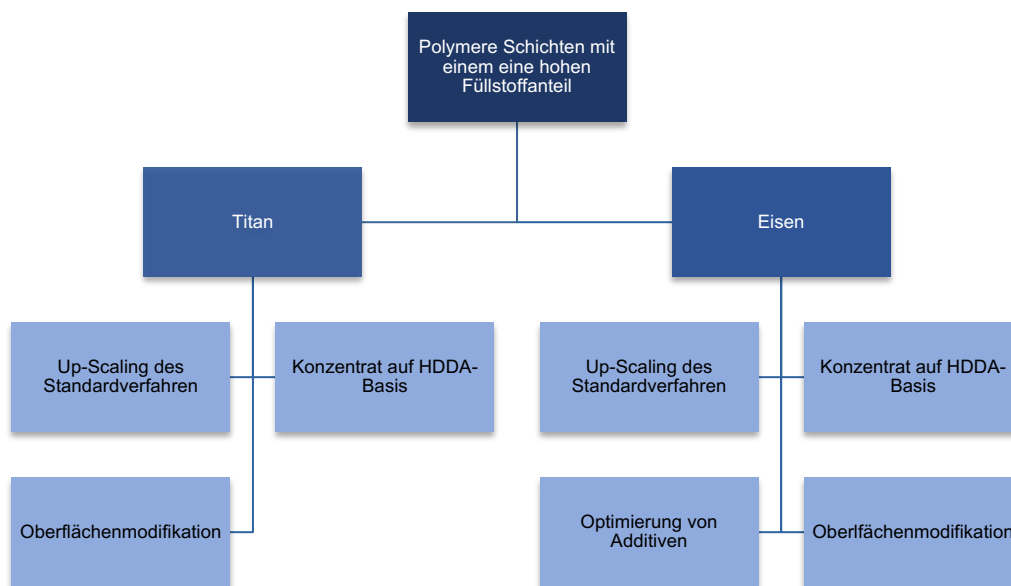 Polymere Schichten mit
einem eine hohen
Füllstoffanteil
Titan
Eisen
Up-Scaling des
Standardverfahren
Konzentrat auf HDDA-
Basis
Up-Scaling des
Standardverfahren
Konzentrat auf HDDA-
Basis
Oberflächenmodifikation
Optimierung von
Additiven
Oberlfächenmodifikation